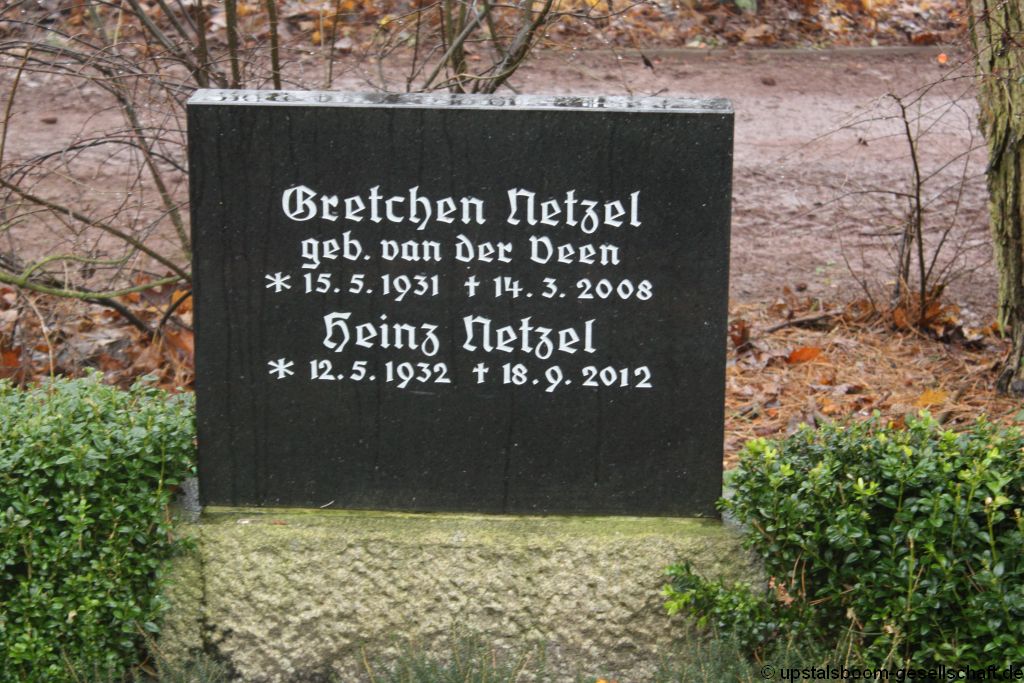 Gretchen Netzel
geb. van der Veen
* 15. 5. 1931 † 14. 3. 2008
Heinz Netzel
* 12. 5. 1932 † 18. 9. 2012
© upstalsboom-gesellschaft.de